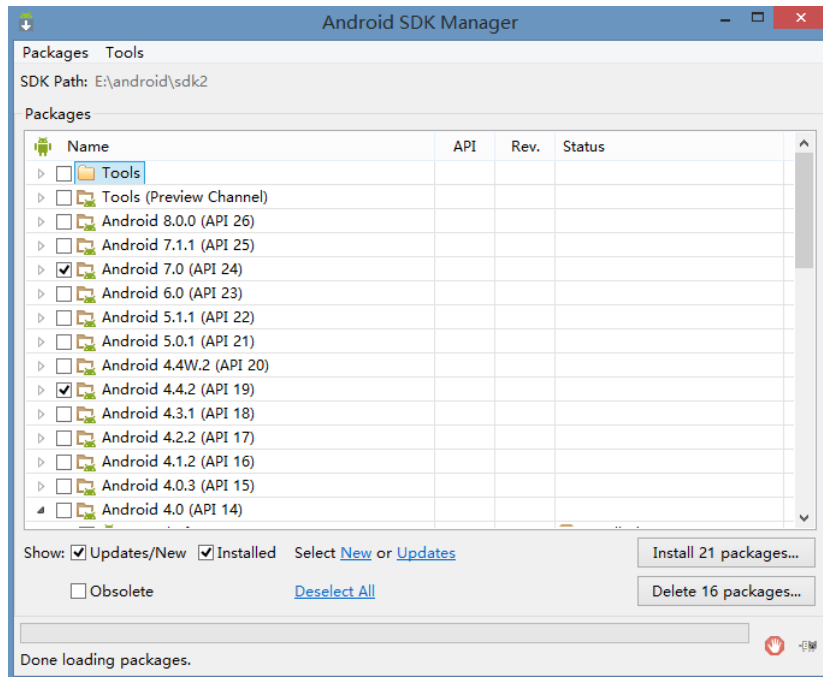 Android SDK Manager
Packages Tools
SDK Path: E:\android\sdk2
Packages
Name API Rev. Status
Tools
Tools (Preview Channel)
Android 8.0.0 (API 26)
Android 7.1.1 (API 25)
Android 7.0 (API 24)
Android 6.0 (API 23)
Android 5.1.1 (API 22)
Android 5.0.1 (API 21)
Android 4.4W.2 (API 20)
Android 4.4.2 (API 19)
Android 4.3.1 (API 18)
Android 4.2.2 (API 17)
Android 4.1.2 (API 16)
Android 4.0.3 (API 15)
Android 4.0 (API 14)
Show: Updates/New Installed Select New or Updates Install 21 packages...
Obsolete Deselect All Delete 16 packages...
Done loading packages.